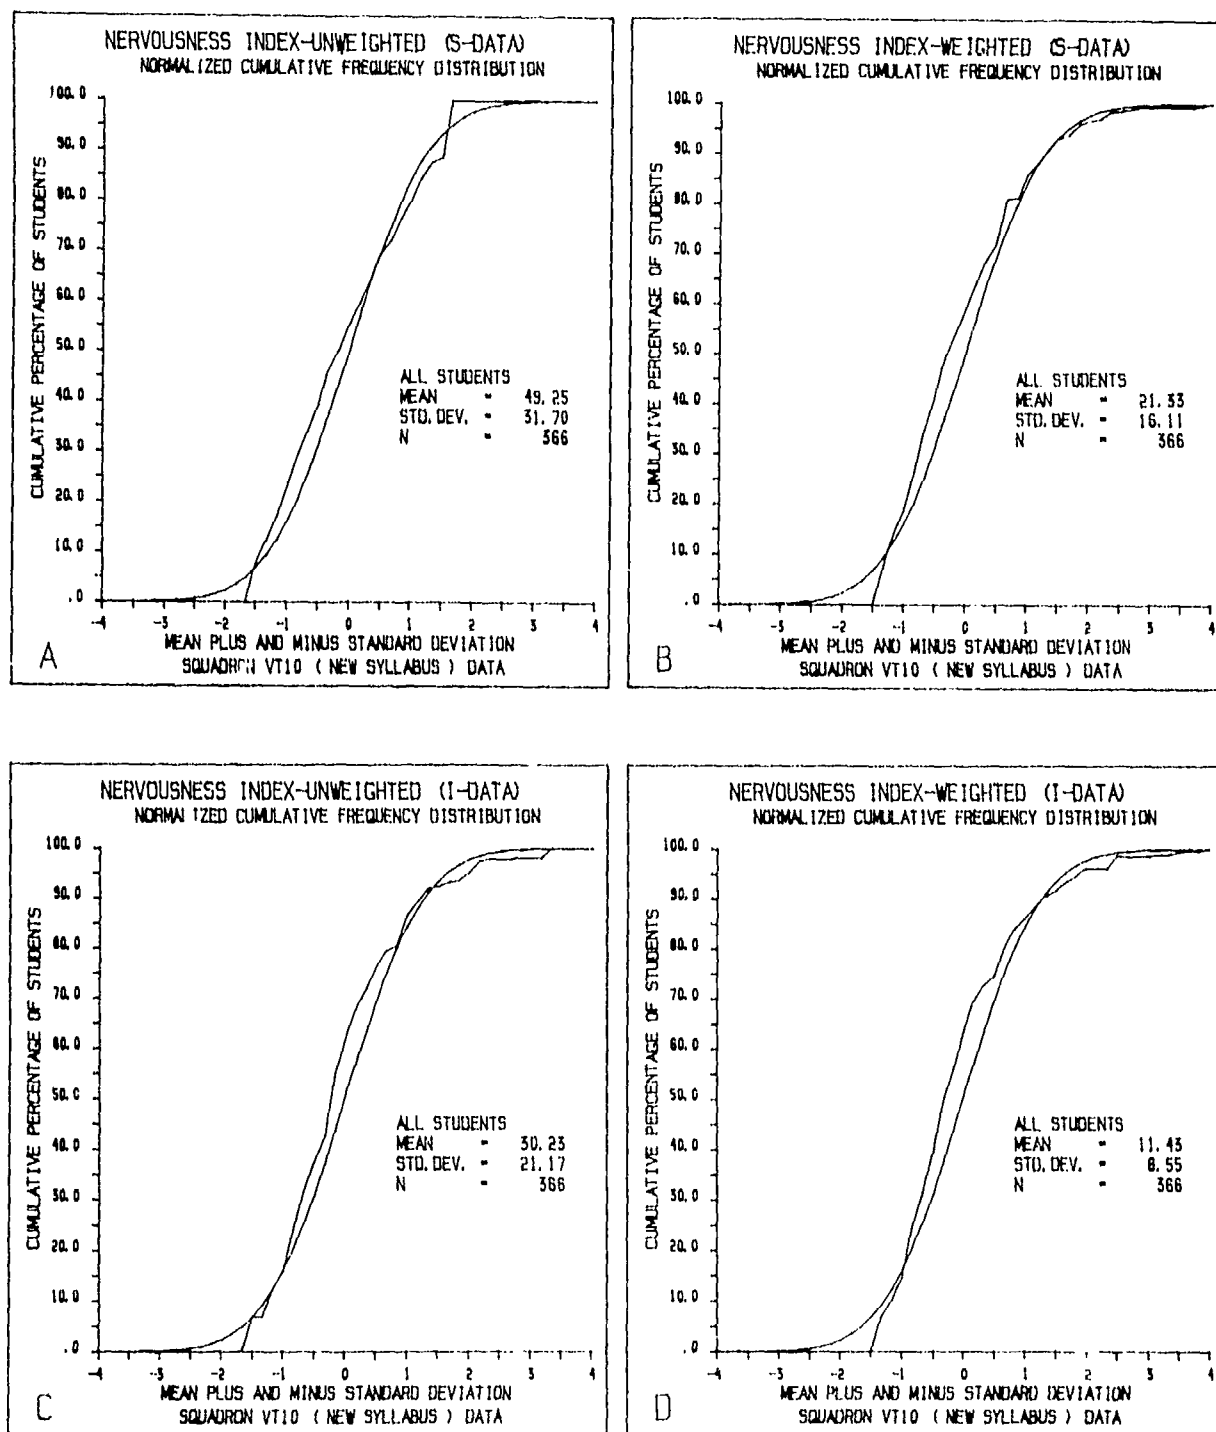 NERVOUSNESS INDEX-UNWEIGHTED (S-DATA)
NORMALIZED CUMULATIVE FREQUENCY DISTRIBUTION
100.0
90.0
80.0
70.0
60.0
50.0
40.0
30.0
20.0
10.0
.0
CUMULATIVE PERCENTAGE OF STUDENTS
ALL STUDENTS
MEAN = 49.25
STD.DEV. = 31.70
N = 366
-4 -3 -2 -1 0 1 2 3 4
MEAN PLUS AND MINUS STANDARD DEVIATION
SQUADRON VT10 ( NEW SYLLABUS ) DATA
A
NERVOUSNESS INDEX-WEIGHTED (S-DATA)
NORMALIZED CUMULATIVE FREQUENCY DISTRIBUTION
100.0
90.0
80.0
70.0
60.0
50.0
40.0
30.0
20.0
10.0
.0
CUMULATIVE PERCENTAGE OF STUDENTS
ALL STUDENTS
MEAN = 21.33
STD.DEV. = 16.11
N = 366
-4 -3 -2 -1 0 1 2 3 4
MEAN PLUS AND MINUS STANDARD DEVIATION
SQUADRON VT10 ( NEW SYLLABUS ) DATA
B
NERVOUSNESS INDEX-UNWEIGHTED (I-DATA)
NORMALIZED CUMULATIVE FREQUENCY DISTRIBUTION
100.0
90.0
80.0
70.0
60.0
50.0
40.0
30.0
20.0
10.0
.0
CUMULATIVE PERCENTAGE OF STUDENTS
ALL STUDENTS
MEAN = 30.23
STD.DEV. = 21.17
N = 366
-4 -3 -2 -1 0 1 2 3 4
MEAN PLUS AND MINUS STANDARD DEVIATION
SQUADRON VT10 ( NEW SYLLABUS ) DATA
C
NERVOUSNESS INDEX-WEIGHTED (I-DATA)
NORMALIZED CUMULATIVE FREQUENCY DISTRIBUTION
100.0
90.0
80.0
70.0
60.0
50.0
40.0
30.0
20.0
10.0
.0
CUMULATIVE PERCENTAGE OF STUDENTS
ALL STUDENTS
MEAN = 11.43
STD.DEV. =
N = 366
-4 -3 -2 -1 0 1 2 3 4
MEAN PLUS AND MINUS STANDARD DEVIATION
SQUADRON VT10 ( NEW SYLLABUS ) DATA
D